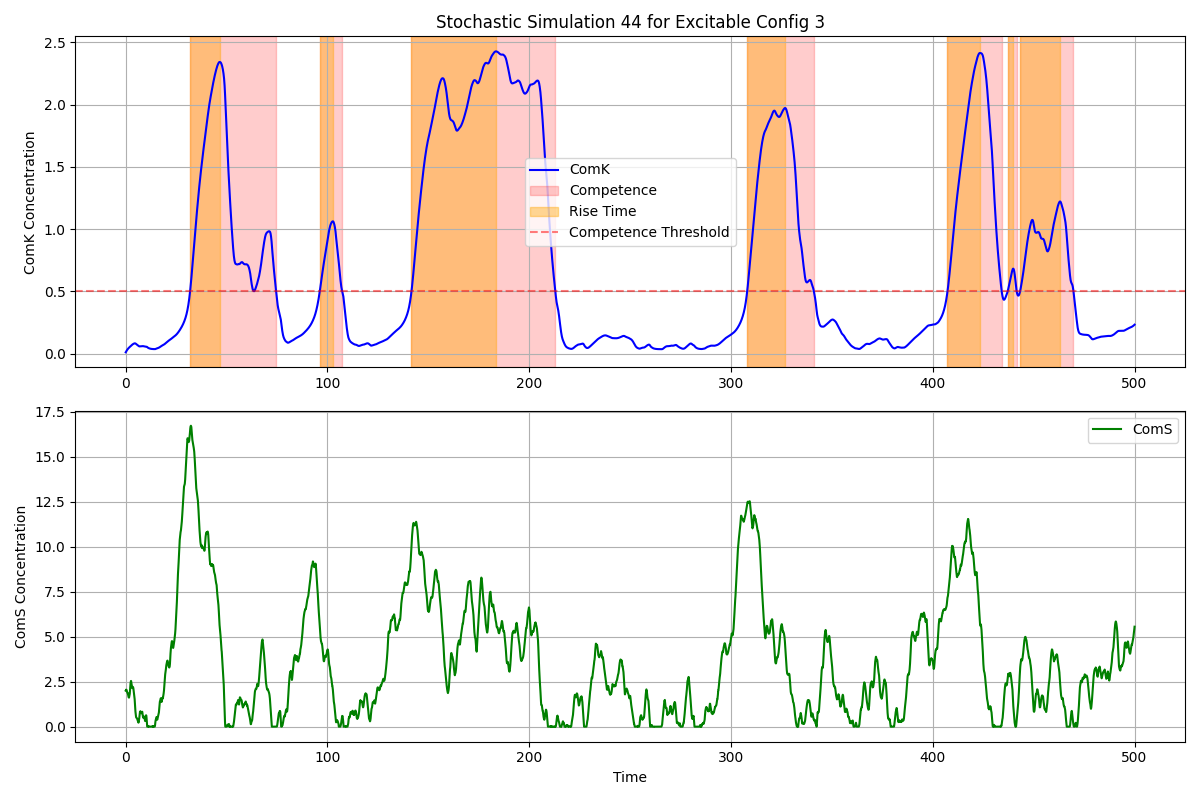 Stochastic Simulation 44 for Excitable Config 3
ComK Concentration
2.5
2.0
1.5
1.0
0.5
0.0
ComK
Competence
Rise Time
Competence Threshold
0 100 200 300 400 500
ComS Concentration
17.5
15.0
12.5
10.0
7.5
5.0
2.5
0.0
ComS
0 100 200 300 400 500
Time